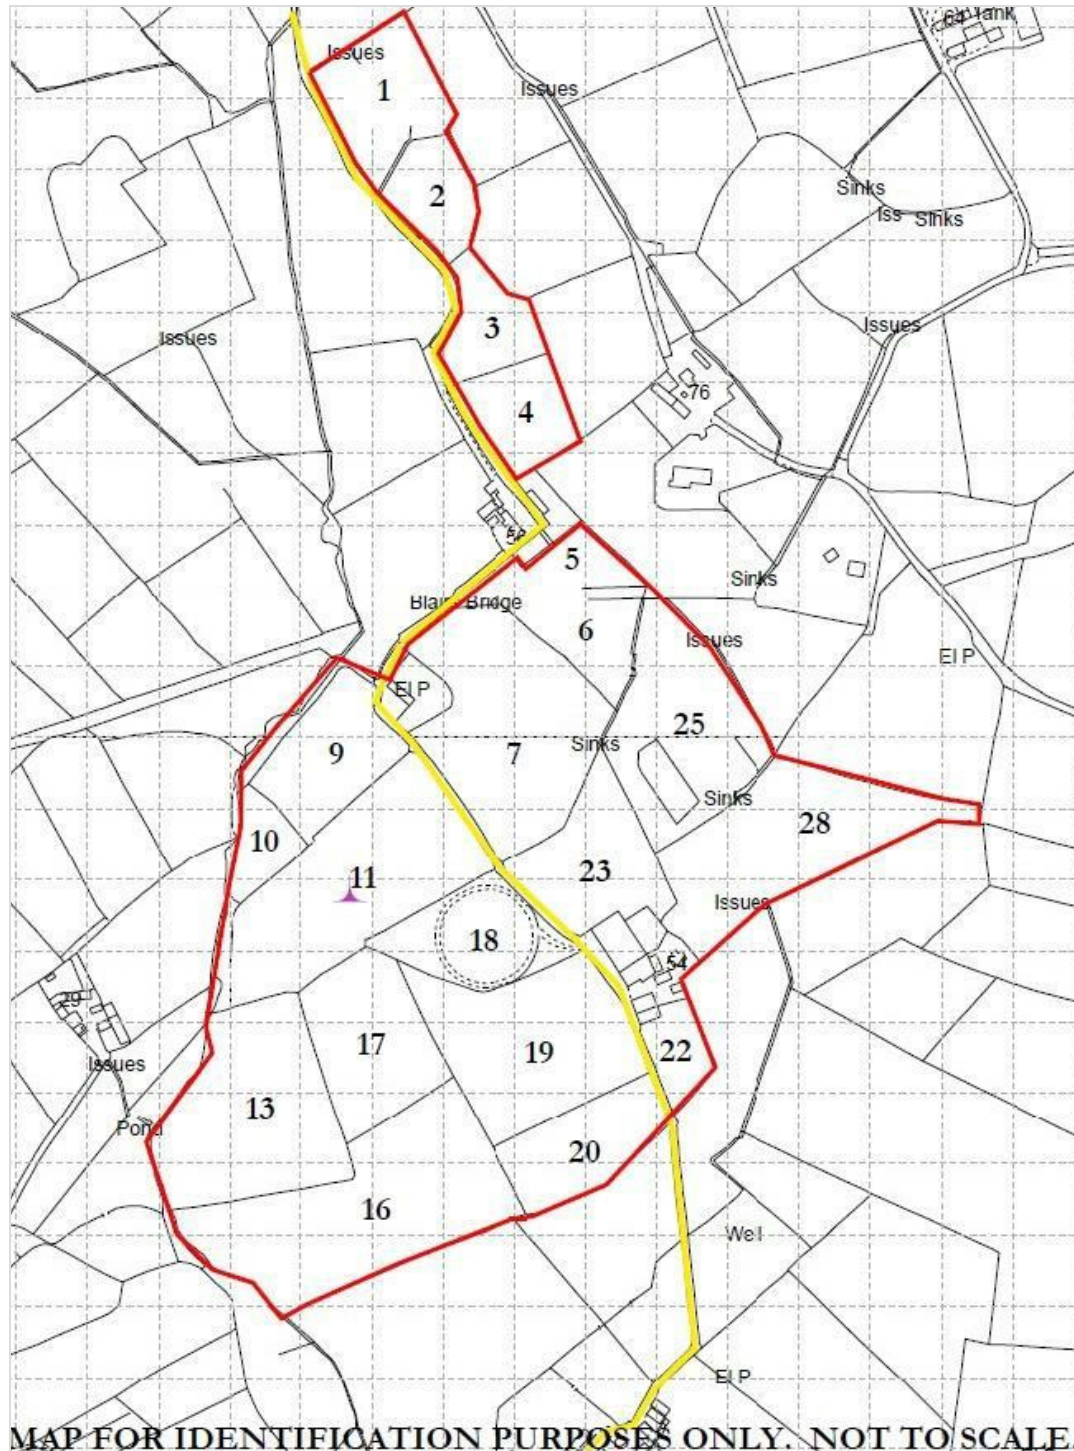 64
Tank
Issues
Issues
1
2
Sinks
Iss Sinks
Issues
3
Issues
76
4
5
Sinks
Bridge
6
Issues
El P
El P
25
9
7
Sinks
Sinks
28
10
11
23
Issues
18
54
29
17
19
22
Issues
13
Pond
20
16
Well
El P
MAP FOR IDENTIFICATION PURPOSES ONLY. NOT TO SCALE